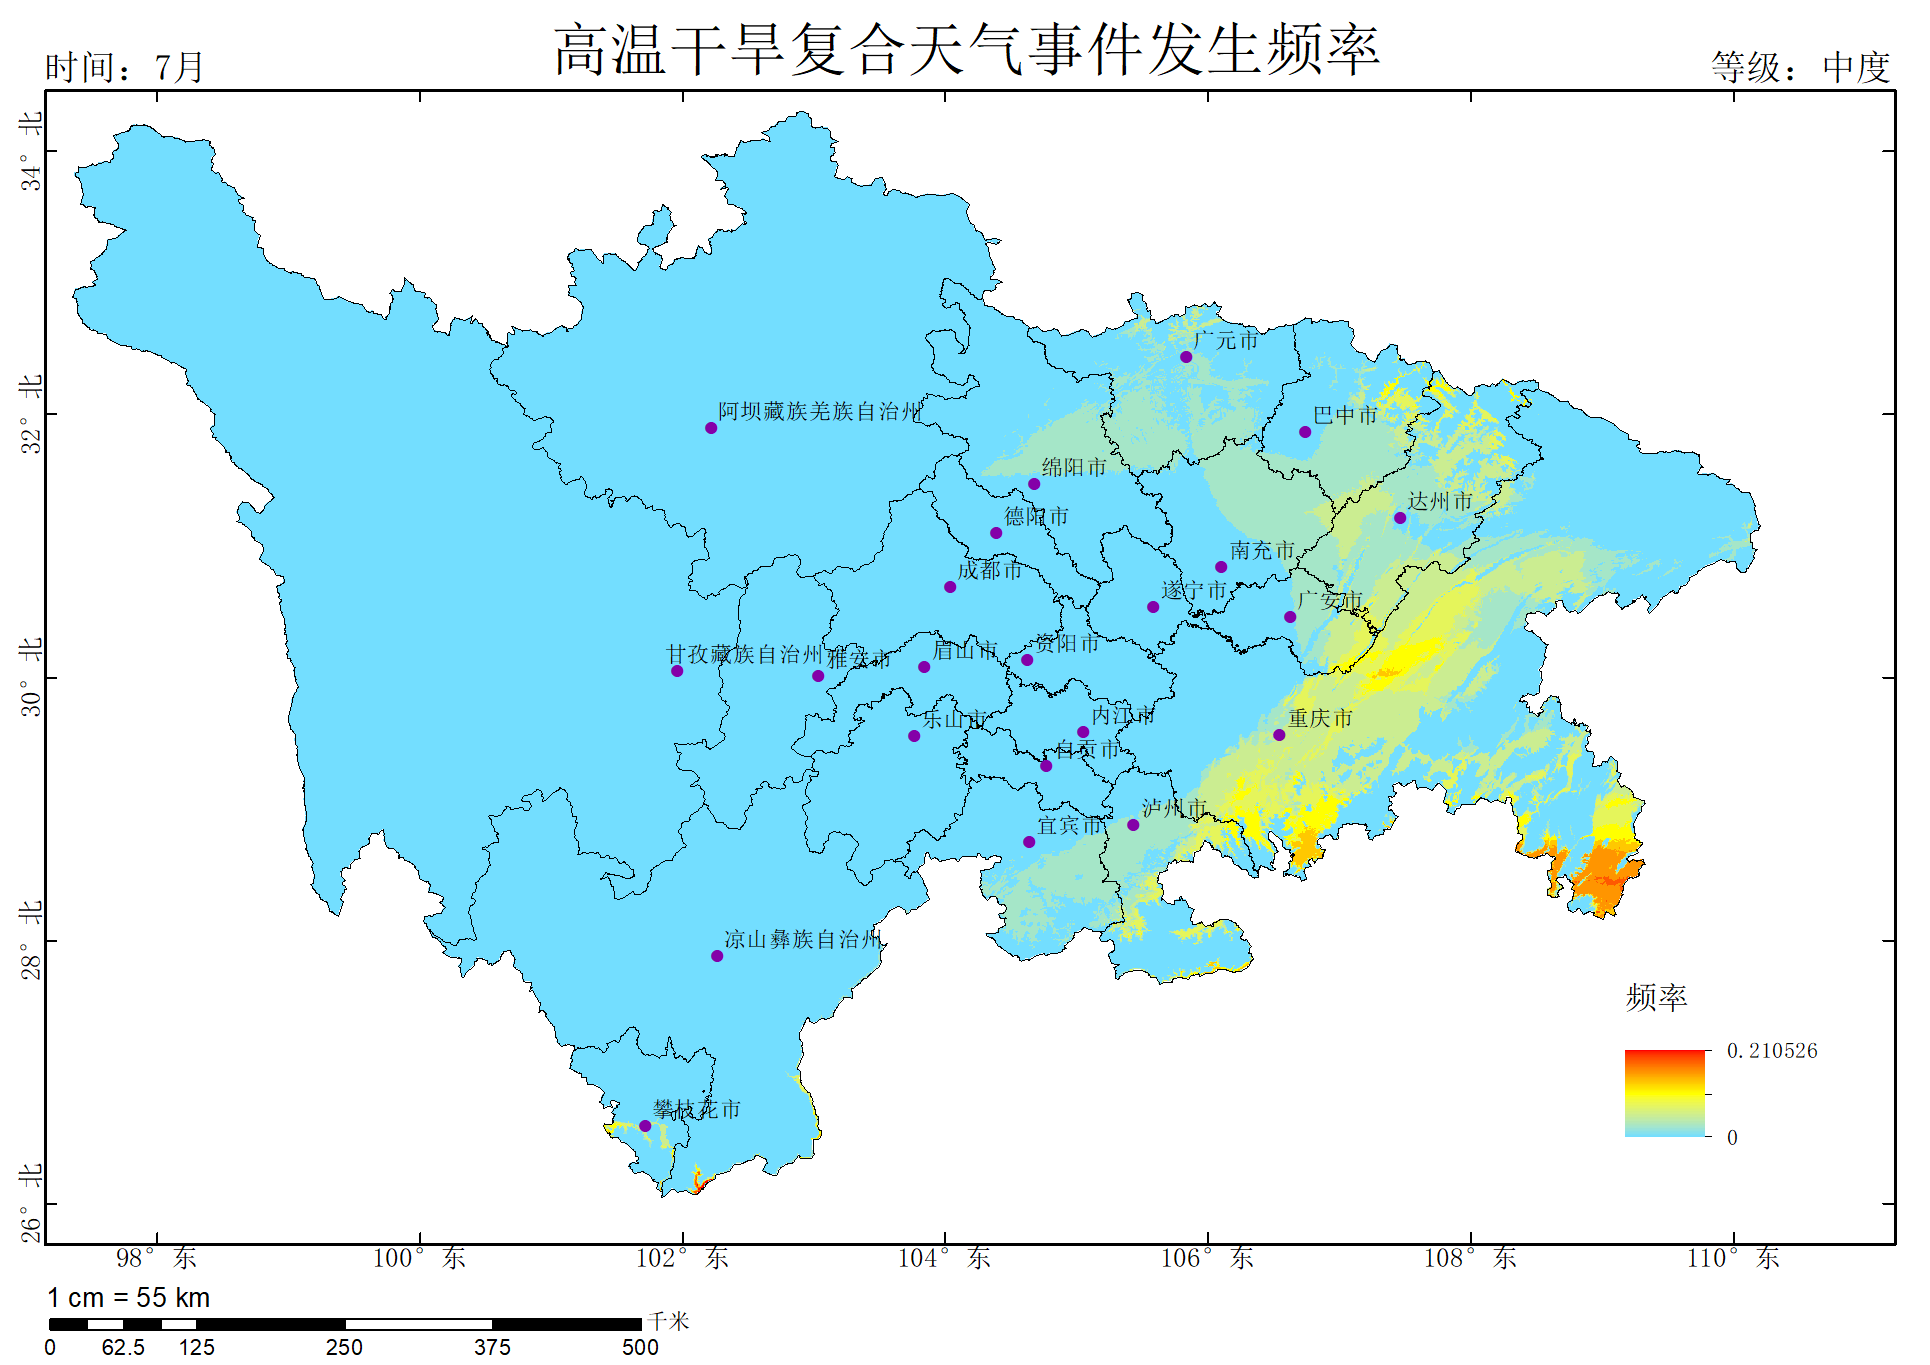 高温干旱复合天气事件发生频率
时间：7月
等级：中度
34° 北
32° 北
30° 北
28° 北
26° 北
广元市
阿坝藏族羌族自治州
巴中市
绵阳市
达州市
德阳市
南充市
成都市
遂宁市
广安市
资阳市
眉山市
甘孜藏族自治州
雅安市
内江市
乐山市
重庆市
自贡市
泸州市
宜宾市
凉山彝族自治州
攀枝花市
频率
0.210526
0
98° 东
100° 东
102° 东
104° 东
106° 东
108° 东
110° 东
1 cm = 55 km
千米
0 62.5 125 250 375 500